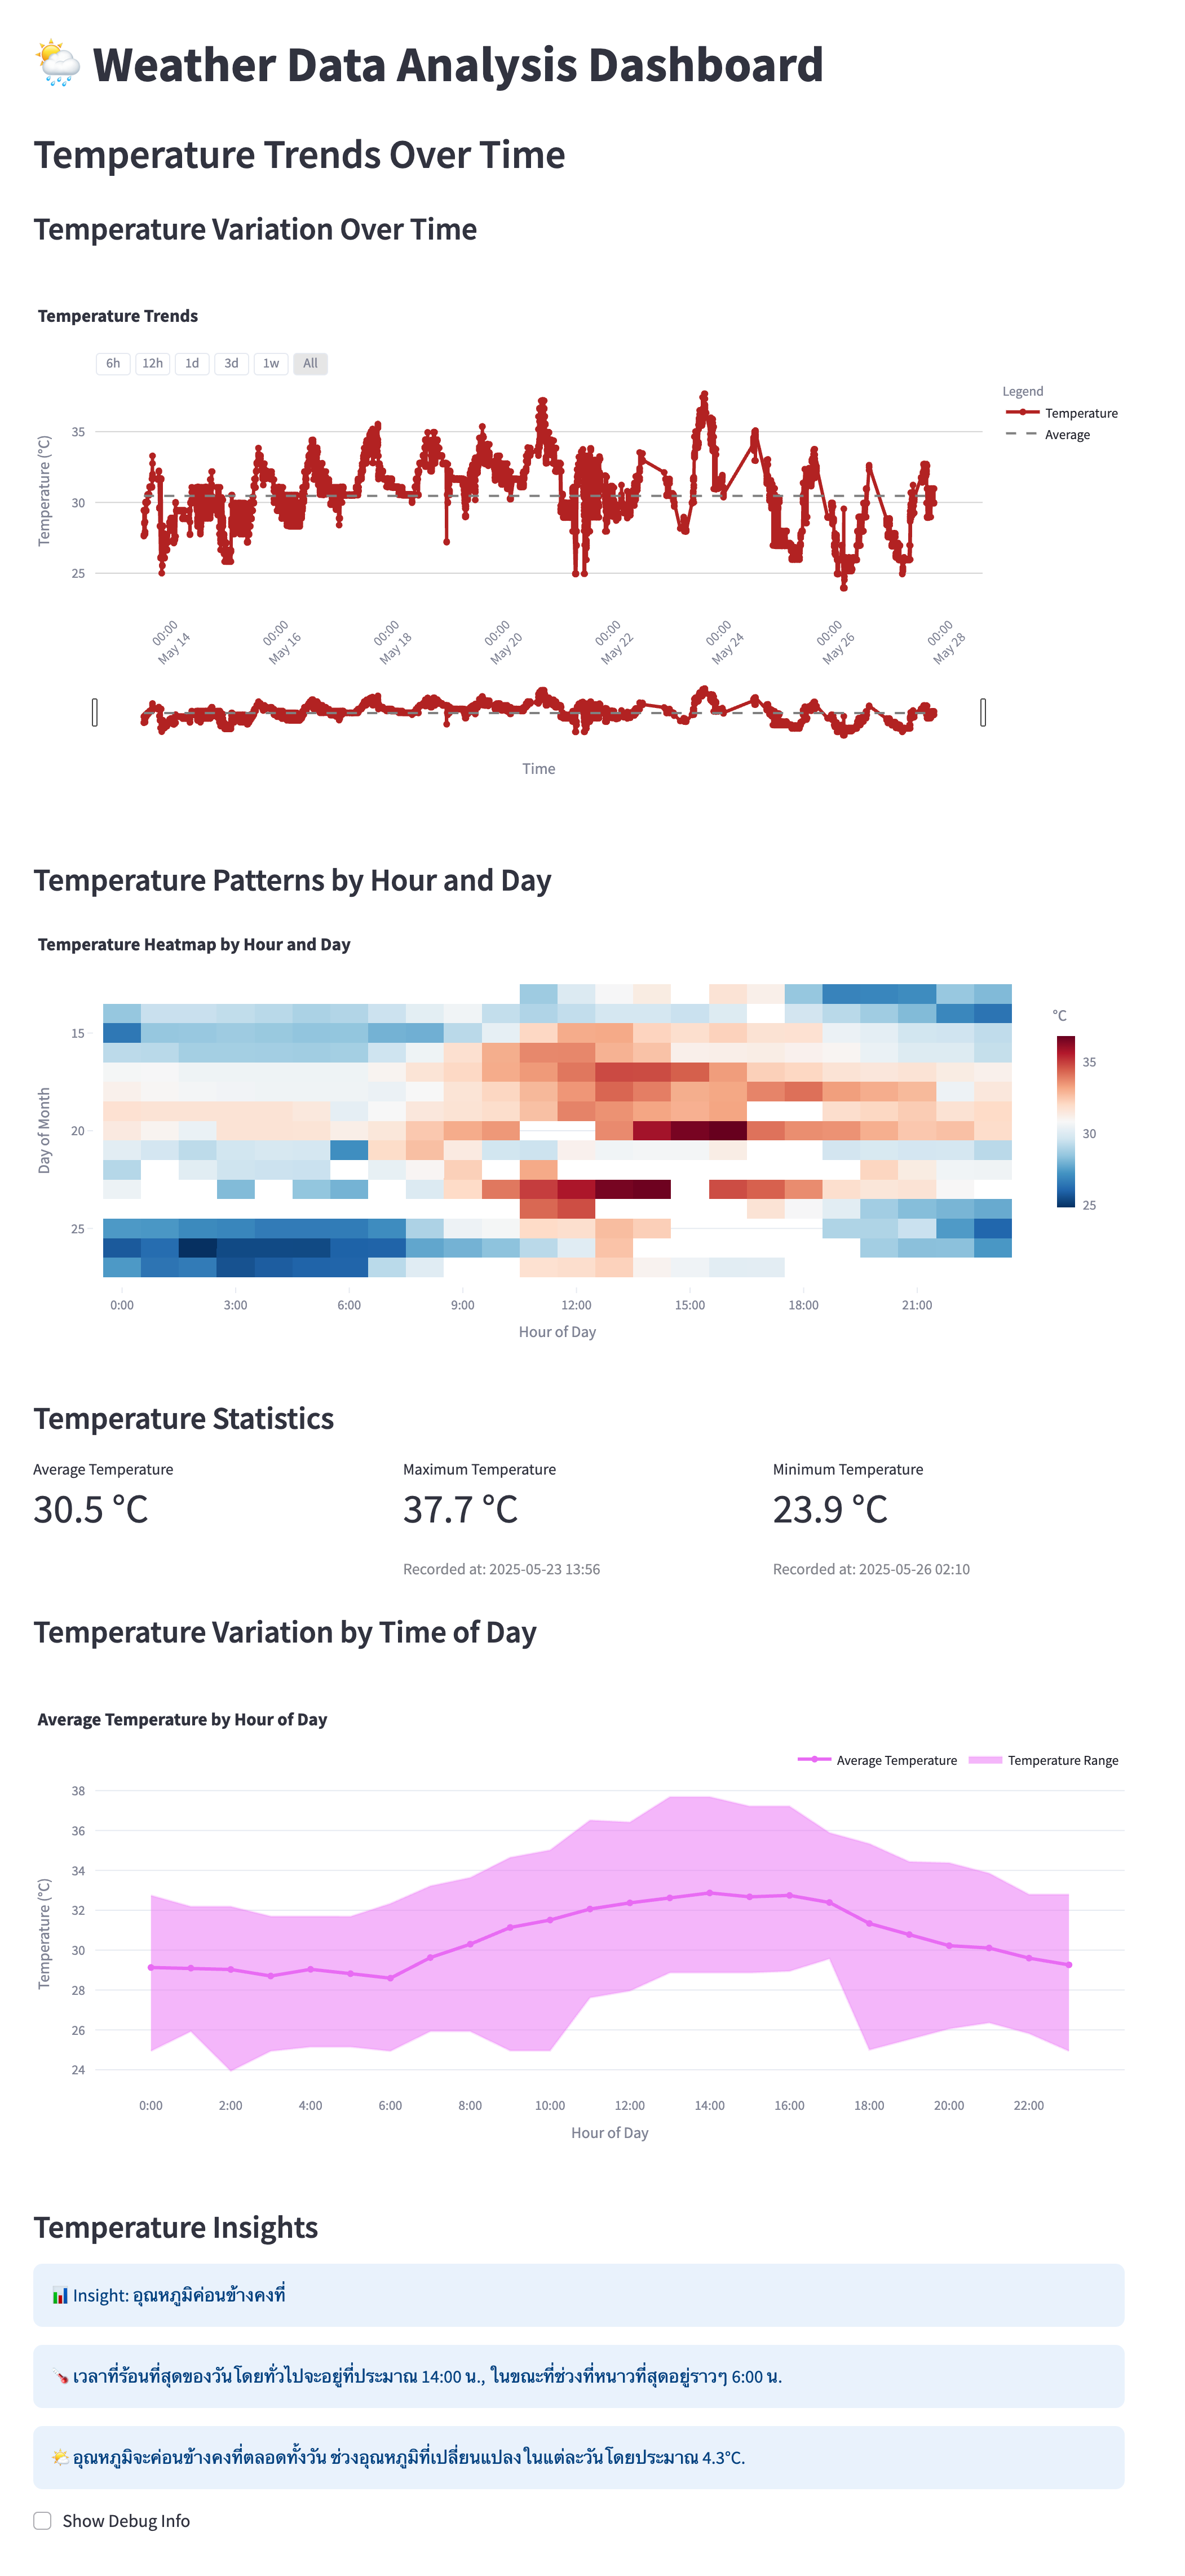 Weather Data Analysis Dashboard
Temperature Trends Over Time
Temperature Variation Over Time
Temperature Trends
6h 12h 1d 3d 1w All
Legend
Temperature
Average
Temperature (°C)
35
30
25
00:00
May 14
00:00
May 16
00:00
May 18
00:00
May 20
00:00
May 22
00:00
May 24
00:00
May 26
00:00
May 28
Time
Temperature Patterns by Hour and Day
Temperature Heatmap by Hour and Day
Day of Month
15
20
25
°C
35
30
25
0:00 3:00 6:00 9:00 12:00 15:00 18:00 21:00
Hour of Day
Temperature Statistics
Average Temperature
30.5 °C
Maximum Temperature
37.7 °C
Recorded at: 2025-05-23 13:56
Minimum Temperature
23.9 °C
Recorded at: 2025-05-26 02:10
Temperature Variation by Time of Day
Average Temperature by Hour of Day
Average Temperature Temperature Range
Temperature (°C)
38
36
34
32
30
28
26
24
0:00 2:00 4:00 6:00 8:00 10:00 12:00 14:00 16:00 18:00 20:00 22:00
Hour of Day
Temperature Insights
Insight: อุณหภูมิค่อนข้างคงที่
เวลาที่ร้อนที่สุดของวันโดยทั่วไปจะอยู่ที่ประมาณ 14:00 น., ในขณะที่ช่วงที่หนาวที่สุดอยู่ราวๆ 6:00 น.
อุณหภูมิจะค่อนข้างคงที่ตลอดทั้งวัน ช่วงอุณหภูมิที่เปลี่ยนแปลงในแต่ละวันโดยประมาณ 4.3°C.
Show Debug Info